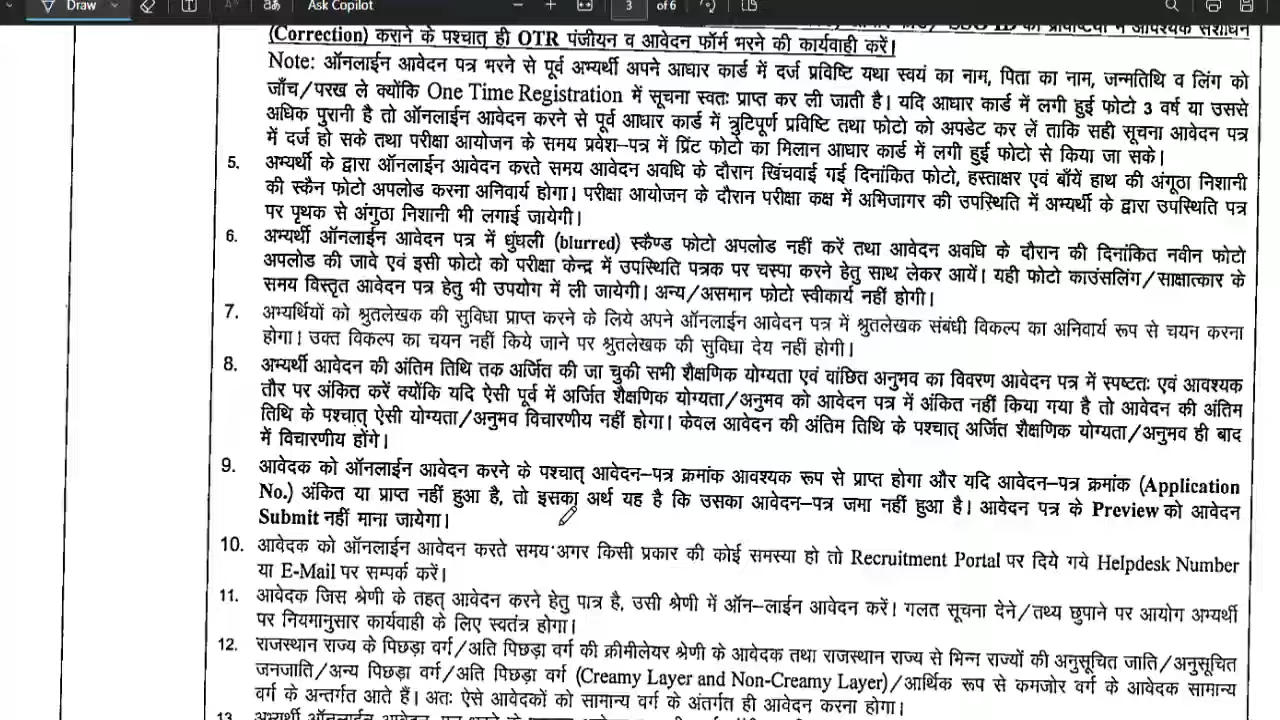 Draw
Ask Copilot
3 of 6
(Correction) कराने के पश्चात् ही OTR पंजीयन व आवेदन फॉर्म भरने की कार्यवाही करें।
Note: ऑनलाईन आवेदन पत्र भरने से पूर्व अभ्यर्थी अपने आधार कार्ड में दर्ज प्रविष्टि यथा स्वयं का नाम, पिता का नाम, जन्मतिथि व लिंग को
जाँच/परख ले क्योंकि One Time Registration में सूचना स्वतः प्राप्त कर ली जाती है। यदि आधार कार्ड में लगी हुई फोटो 3 वर्ष या उससे
अधिक पुरानी है तो ऑनलाईन आवेदन करने से पूर्व आधार कार्ड में त्रुटिपूर्ण प्रविष्टि तथा फोटो को अपडेट कर लें ताकि सही सूचना आवेदन पत्र
में दर्ज हो सके तथा परीक्षा आयोजन के समय प्रवेश–पत्र में प्रिंट फोटो का मिलान आधार कार्ड में लगी हुई फोटो से किया जा सके।
5. अभ्यर्थी के द्वारा ऑनलाईन आवेदन करते समय आवेदन अवधि के दौरान खिंचवाई गई दिनांकित फोटो, हस्ताक्षर एवं बाँयें हाथ की अंगूठा निशानी
की स्कैन फोटो अपलोड करना अनिवार्य होगा। परीक्षा आयोजन के दौरान परीक्षा कक्ष में अभिजागर की उपस्थिति में अभ्यर्थी के द्वारा उपस्थिति पत्र
पर पृथक से अंगुठा निशानी भी लगाई जायेगी।
6. अभ्यर्थी ऑनलाईन आवेदन पत्र में धुंधली (blurred) स्कैण्ड फोटो अपलोड नहीं करें तथा आवेदन अवधि के दौरान की दिनांकित नवीन फोटो
अपलोड की जावे एवं इसी फोटो को परीक्षा केन्द्र में उपस्थिति पत्रक पर चस्पा करने हेतु साथ लेकर आयें। यही फोटो काउंसलिंग/साक्षात्कार के
समय विस्तृत आवेदन पत्र हेतु भी उपयोग में ली जायेगी। अन्य/असमान फोटो स्वीकार्य नहीं होगी।
7. अभ्यर्थियों को श्रुतलेखक की सुविधा प्राप्त करने के लिये अपने ऑनलाईन आवेदन पत्र में श्रुतलेखक संबंधी विकल्प का अनिवार्य रूप से चयन करना
होगा। उक्त विकल्प का चयन नहीं किये जाने पर श्रुतलेखक की सुविधा देय नहीं होगी।
8. अभ्यर्थी आवेदन की अंतिम तिथि तक अर्जित की जा चुकी सभी शैक्षणिक योग्यता एवं वांछित अनुभव का विवरण आवेदन पत्र में स्पष्टतः एवं आवश्यक
तौर पर अंकित करें क्योंकि यदि ऐसी पूर्व में अर्जित शैक्षणिक योग्यता/अनुभव को आवेदन पत्र में अंकित नहीं किया गया है तो आवेदन की अंतिम
तिथि के पश्चात् ऐसी योग्यता/अनुभव विचारणीय नहीं होगा। केवल आवेदन की अंतिम तिथि के पश्चात् अर्जित शैक्षणिक योग्यता/अनुभव ही बाद
में विचारणीय होंगे।
9. आवेदक को ऑनलाईन आवेदन करने के पश्चात् आवेदन–पत्र क्रमांक आवश्यक रूप से प्राप्त होगा और यदि आवेदन–पत्र क्रमांक (Application
No.) अंकित या प्राप्त नहीं हुआ है, तो इसका अर्थ यह है कि उसका आवेदन–पत्र जमा नहीं हुआ है। आवेदन पत्र के Preview को आवेदन
Submit नहीं माना जायेगा।
10. आवेदक को ऑनलाईन आवेदन करते समय अगर किसी प्रकार की कोई समस्या हो तो Recruitment Portal पर दिये गये Helpdesk Number
या E-Mail पर सम्पर्क करें।
11. आवेदक जिस श्रेणी के तहत् आवेदन करने हेतु पात्र है, उसी श्रेणी में ऑन–लाईन आवेदन करें। गलत सूचना देने/तथ्य छुपाने पर आयोग अभ्यर्थी
पर नियमानुसार कार्यवाही के लिए स्वतंत्र होगा।
12. राजस्थान राज्य के पिछड़ा वर्ग/अति पिछड़ा वर्ग की क्रीमीलेयर श्रेणी के आवेदक तथा राजस्थान राज्य से भिन्न राज्यों की अनुसूचित जाति/अनुसूचित
जनजाति/अन्य पिछड़ा वर्ग/अति पिछड़ा वर्ग (Creamy Layer and Non-Creamy Layer)/आर्थिक रूप से कमजोर वर्ग के आवेदक सामान्य
वर्ग के अन्तर्गत आते हैं। अतः ऐसे आवेदकों को सामान्य वर्ग के अंतर्गत ही आवेदन करना होगा।